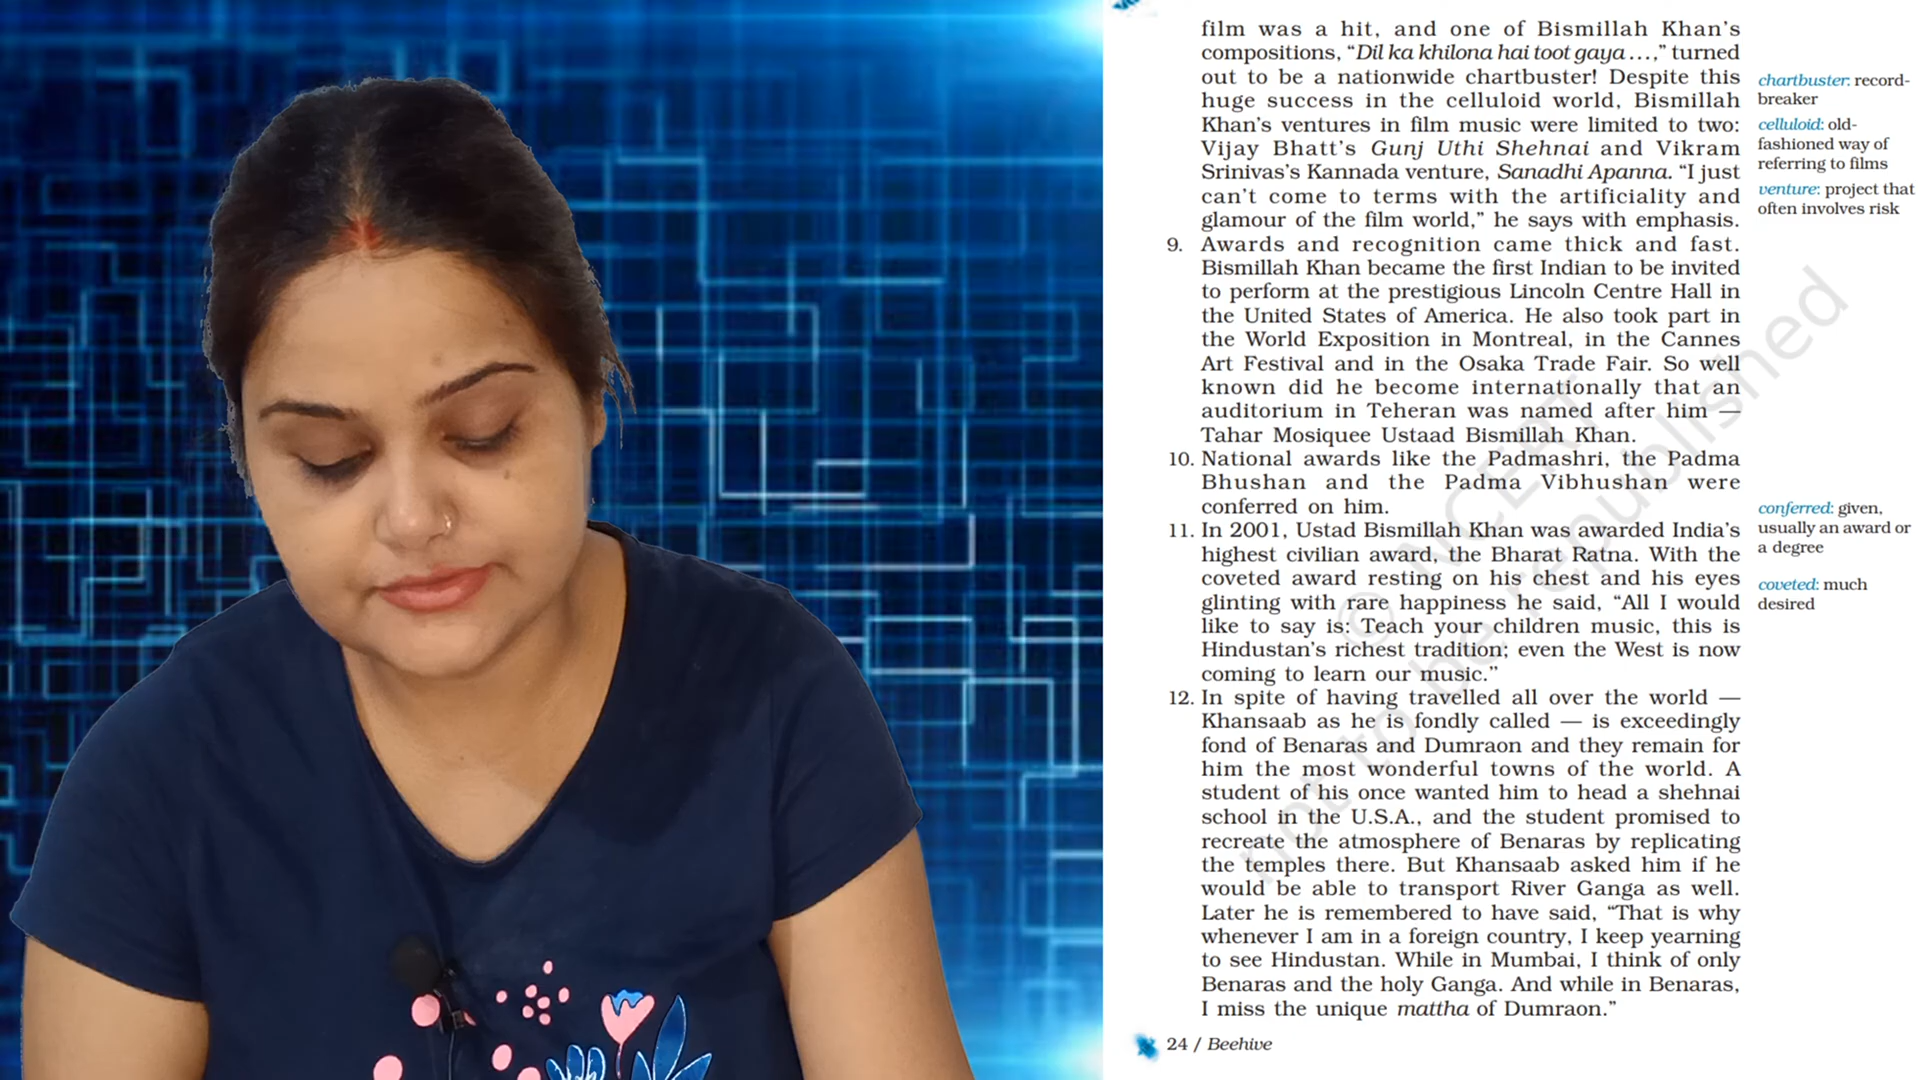 film was a hit, and one of Bismillah Khan's
compositions, “Dil ka khilona hai toot gaya ...,” turned
out to be a nationwide chartbuster! Despite this
huge success in the celluloid world, Bismillah
Khan's ventures in film music were limited to two:
Vijay Bhatt's Gunj Uthi Shehnai and Vikram
Srinivas's Kannada venture, Sanadhi Apanna. “I just
can't come to terms with the artificiality and
glamour of the film world,” he says with emphasis.
9. Awards and recognition came thick and fast.
Bismillah Khan became the first Indian to be invited
to perform at the prestigious Lincoln Centre Hall in
the United States of America. He also took part in
the World Exposition in Montreal, in the Cannes
Art Festival and in the Osaka Trade Fair. So well
known did he become internationally that an
auditorium in Teheran was named after him —
Tahar Mosiquee Ustaad Bismillah Khan.
10. National awards like the Padmashri, the Padma
Bhushan and the Padma Vibhushan were
conferred on him.
11. In 2001, Ustad Bismillah Khan was awarded India's
highest civilian award, the Bharat Ratna. With the
coveted award resting on his chest and his eyes
glinting with rare happiness he said, “All I would
like to say is: Teach your children music, this is
Hindustan's richest tradition; even the West is now
coming to learn our music.”
12. In spite of having travelled all over the world —
Khansaab as he is fondly called — is exceedingly
fond of Benaras and Dumraon and they remain for
him the most wonderful towns of the world. A
student of his once wanted him to head a shehnai
school in the U.S.A., and the student promised to
recreate the atmosphere of Benaras by replicating
the temples there. But Khansaab asked him if he
would be able to transport River Ganga as well.
Later he is remembered to have said, “That is why
whenever I am in a foreign country, I keep yearning
to see Hindustan. While in Mumbai, I think of only
Benaras and the holy Ganga. And while in Benaras,
I miss the unique mattha of Dumraon.”
chartbuster: record-
breaker
celluloid: old-
fashioned way of
referring to films
venture: project that
often involves risk
conferred: given,
usually an award or
a degree
coveted: much
desired
© NCERT
not to be republished
24 / Beehive